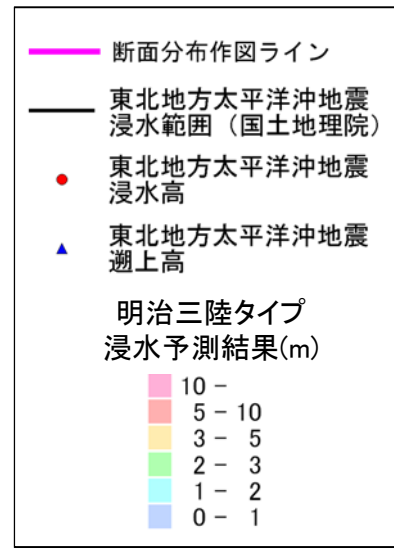 断面分布作図ライン
東北地方太平洋沖地震
浸水範囲（国土地理院）
東北地方太平洋沖地震
浸水高
東北地方太平洋沖地震
遡上高
明治三陸タイプ
浸水予測結果(m)
10 -
5 - 10
3 - 5
2 - 3
1 - 2
0 - 1